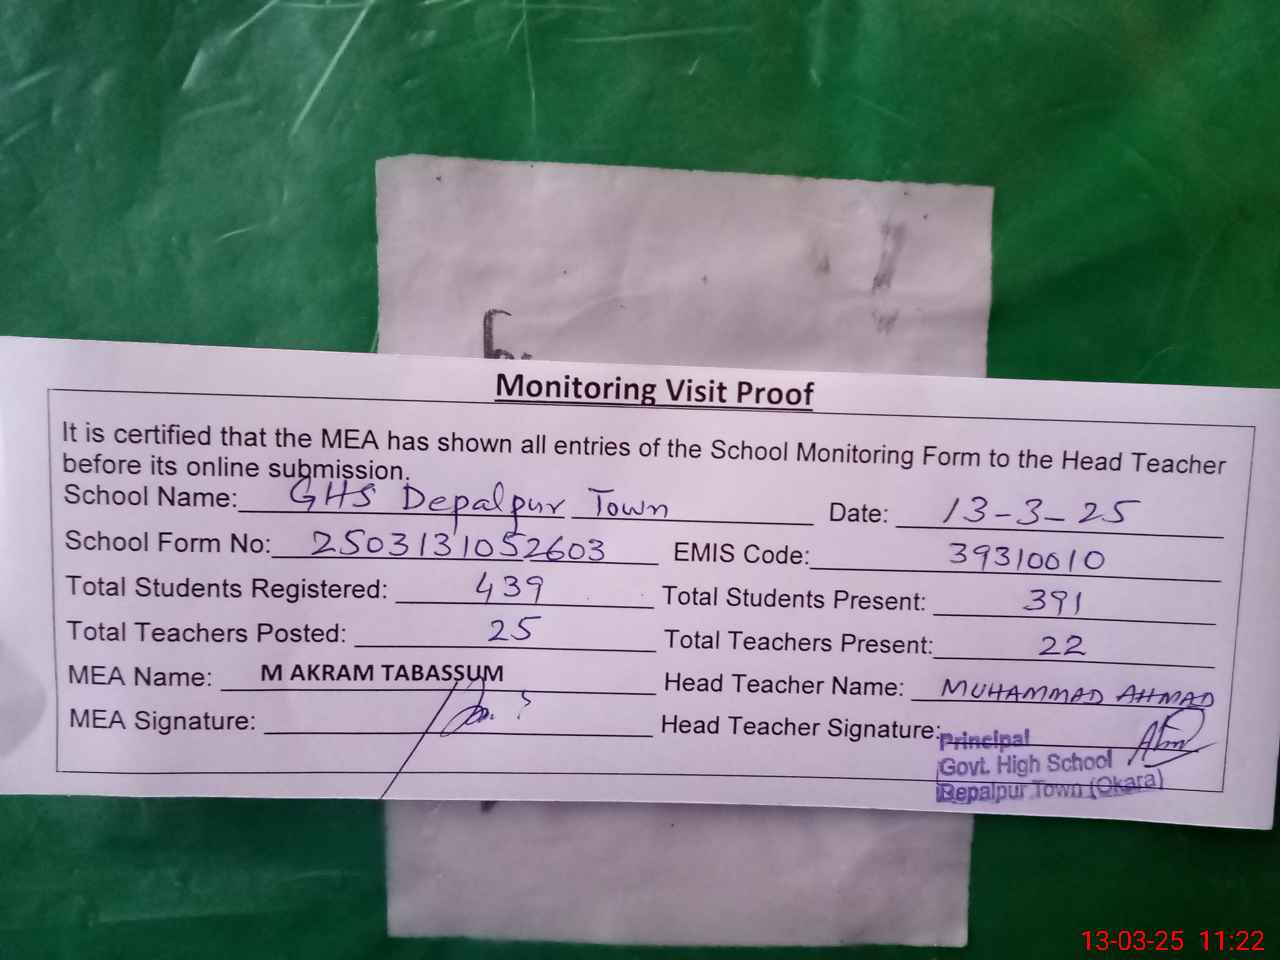 Monitoring Visit Proof
It is certified that the MEA has shown all entries of the School Monitoring Form to the Head Teacher
before its online submission.
School Name: GHS Depalpur Town Date: 13-3-25
School Form No: 2503131052603 EMIS Code: 39310010
Total Students Registered: 439 Total Students Present: 391
Total Teachers Posted: 25 Total Teachers Present: 22
MEA Name: M AKRAM TABASSUM Head Teacher Name: MUHAMMAD AHMAD
MEA Signature: Head Teacher Signature:
Principal
Govt. High School
Depalpur Town (Okara)
13-03-25 11:22